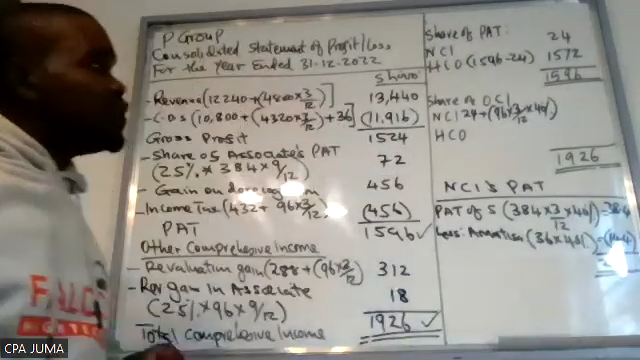 P Group
Consolidated Statement of Profit/Loss
For the Year Ended 31-12-2022
- Revenue (12240+(4800×3/12)] 13,440
- C.O.S (10,800+(4320×3/12)+36] (11,916)
Gross Profit 1524
- Share of Associate's PAT 72
(25%*384*9/12)
- Gain on 456
- Income Tax (432+96×3/12) (456)
PAT 1596✓
Other Comprehensive Income
- Revaluation gain (288+(96×3/12) 312
- Rev gain in Associate 18
(25%×96×9/12)
Total Comprehensive Income 1926✓
Share of PAT:
NCI 24
HCO (1596-24) 1572
1596
Share of OCI
NCI 24+(96×3/12×40%)
HCO
1926
NCI's PAT
PAT of S (384×3/12×40%)=
Less: (36×40%)=
CPA JUMA